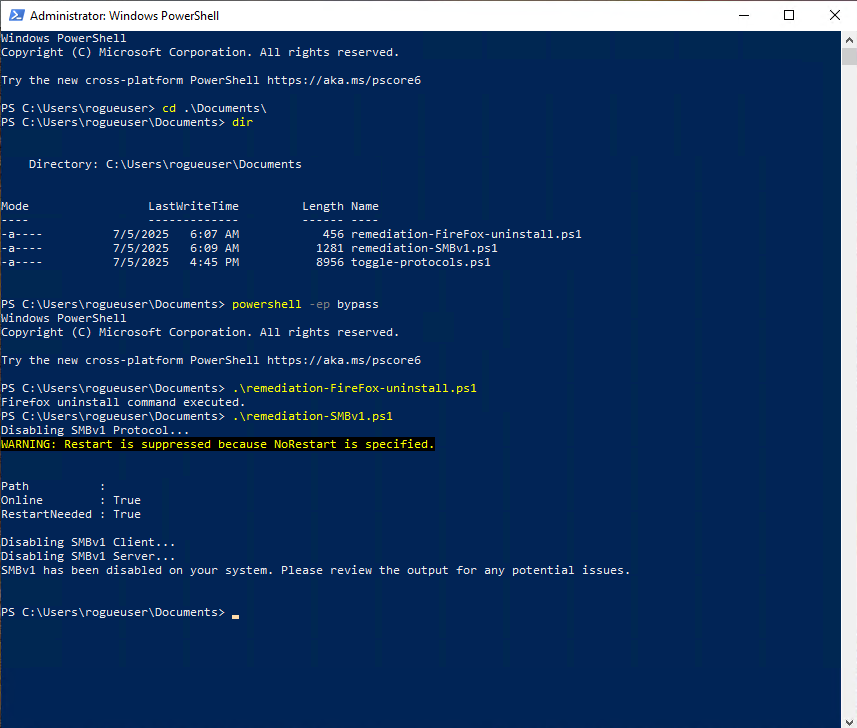 Administrator: Windows PowerShell
Windows PowerShell
Copyright (C) Microsoft Corporation. All rights reserved.
Try the new cross-platform PowerShell https://aka.ms/pscore6
PS C:\Users\rogueuser> cd .\Documents\
PS C:\Users\rogueuser\Documents> dir
    Directory: C:\Users\rogueuser\Documents
Mode                 LastWriteTime         Length Name
----                 -------------         ------ ----
-a----          7/5/2025   6:07 AM            456 remediation-FireFox-uninstall.ps1
-a----          7/5/2025   6:09 AM           1281 remediation-SMBv1.ps1
-a----          7/5/2025   4:45 PM           8956 toggle-protocols.ps1
PS C:\Users\rogueuser\Documents> powershell -ep bypass
Windows PowerShell
Copyright (C) Microsoft Corporation. All rights reserved.
Try the new cross-platform PowerShell https://aka.ms/pscore6
PS C:\Users\rogueuser\Documents> .\remediation-FireFox-uninstall.ps1
Firefox uninstall command executed.
PS C:\Users\rogueuser\Documents> .\remediation-SMBv1.ps1
Disabling SMBv1 Protocol...
WARNING: Restart is suppressed because NoRestart is specified.
Path          :
Online        : True
RestartNeeded : True
Disabling SMBv1 Client...
Disabling SMBv1 Server...
SMBv1 has been disabled on your system. Please review the output for any potential issues.
PS C:\Users\rogueuser\Documents>